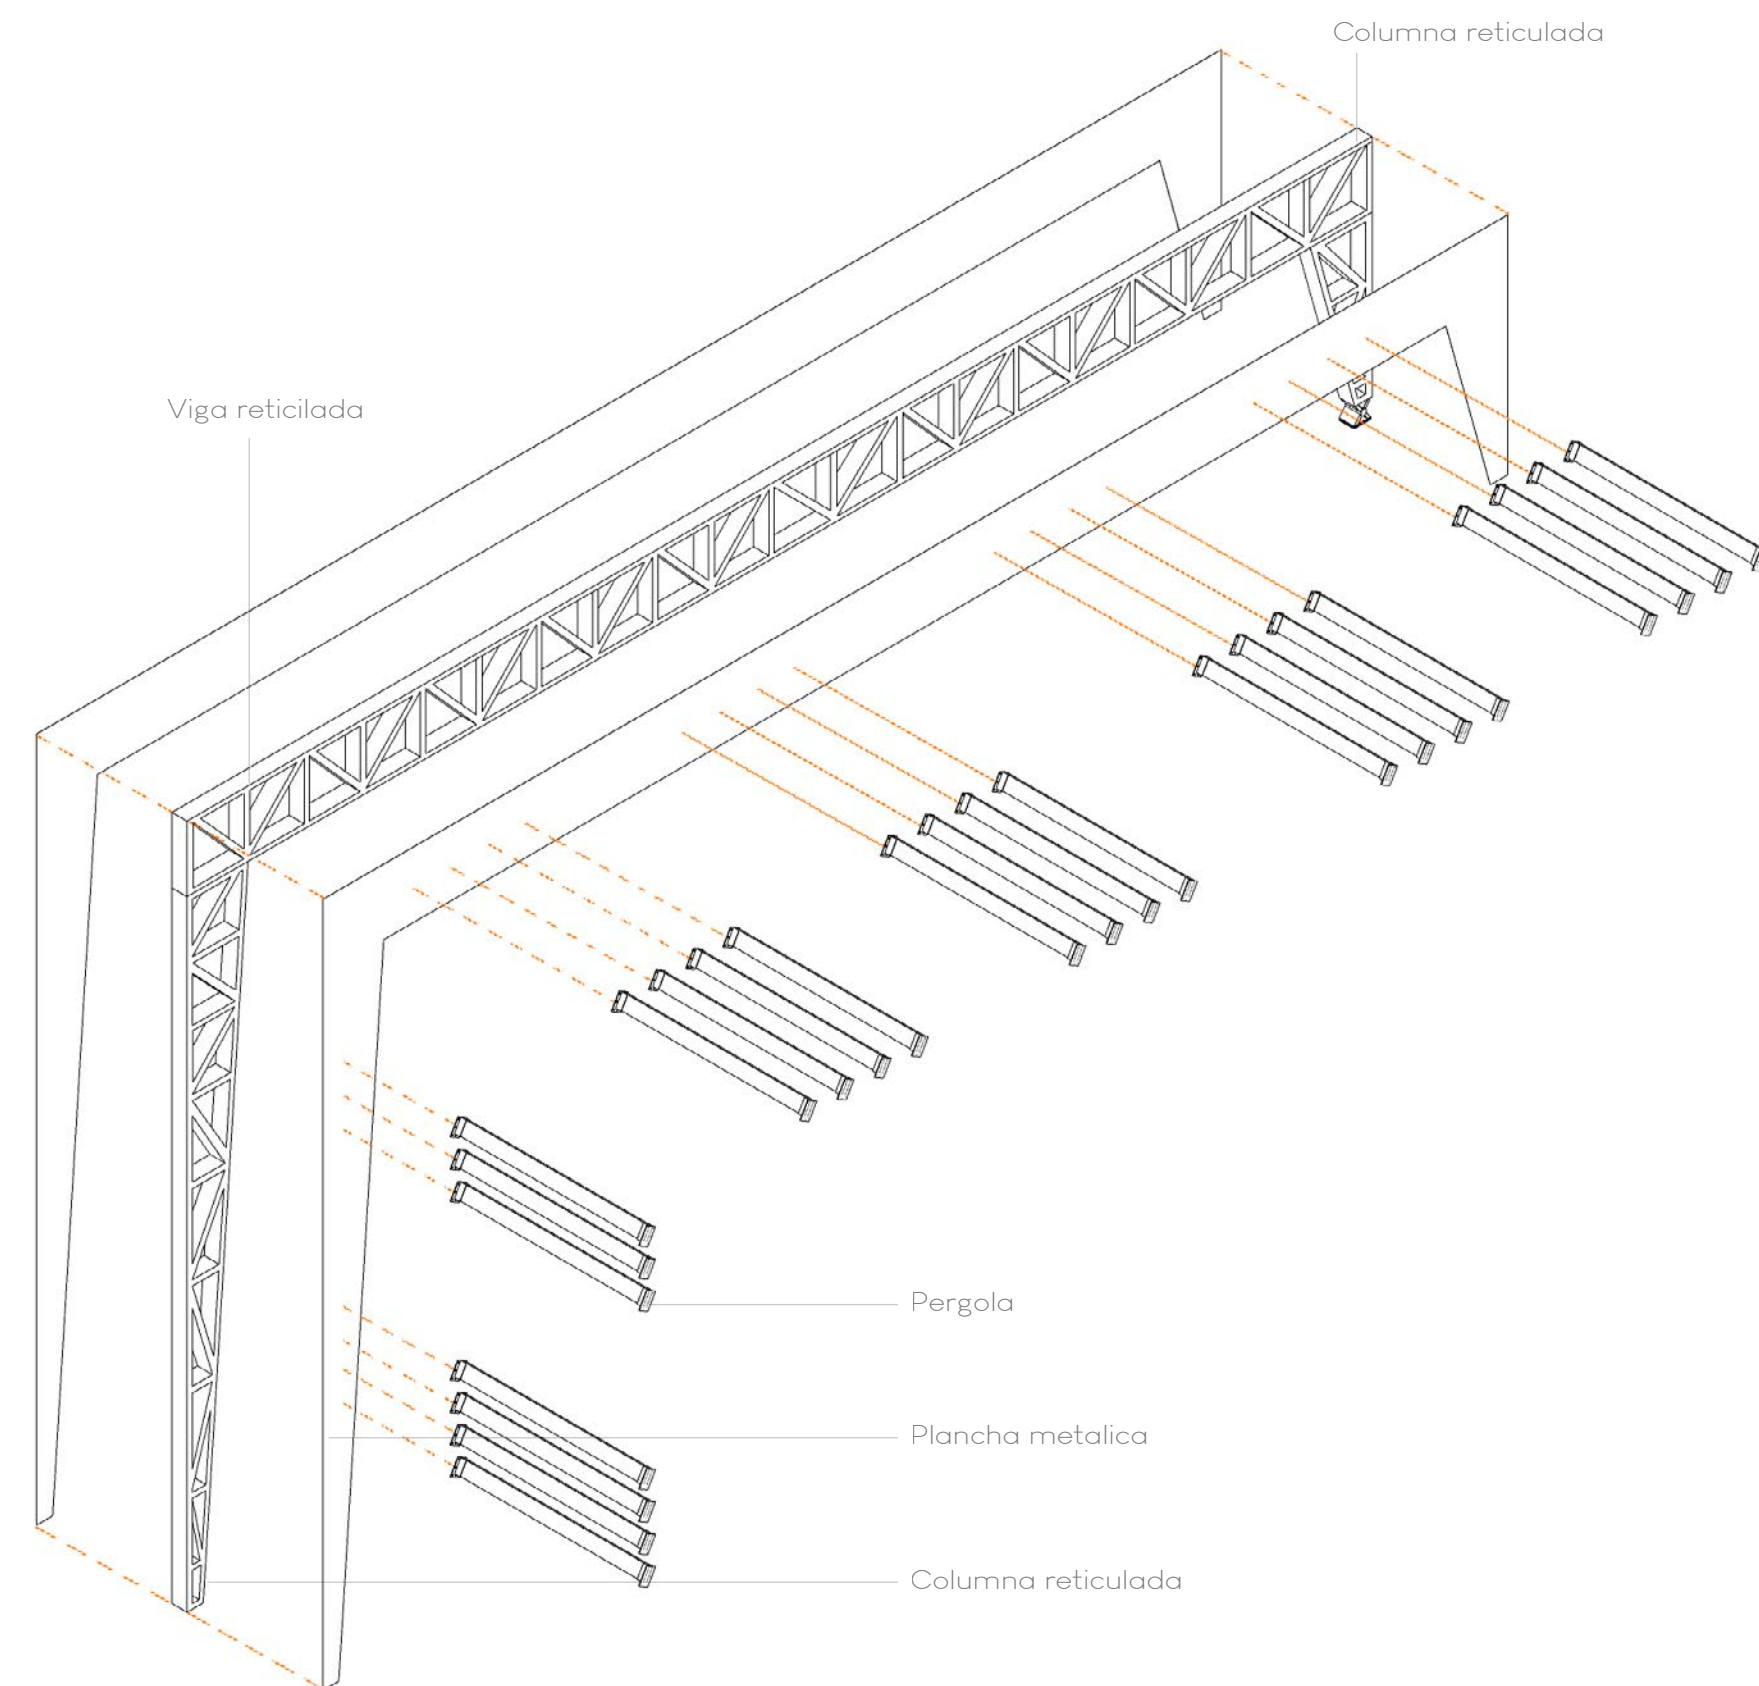 Columna reticulada
Viga reticilada
Pergola
Plancha metalica
Columna reticulada